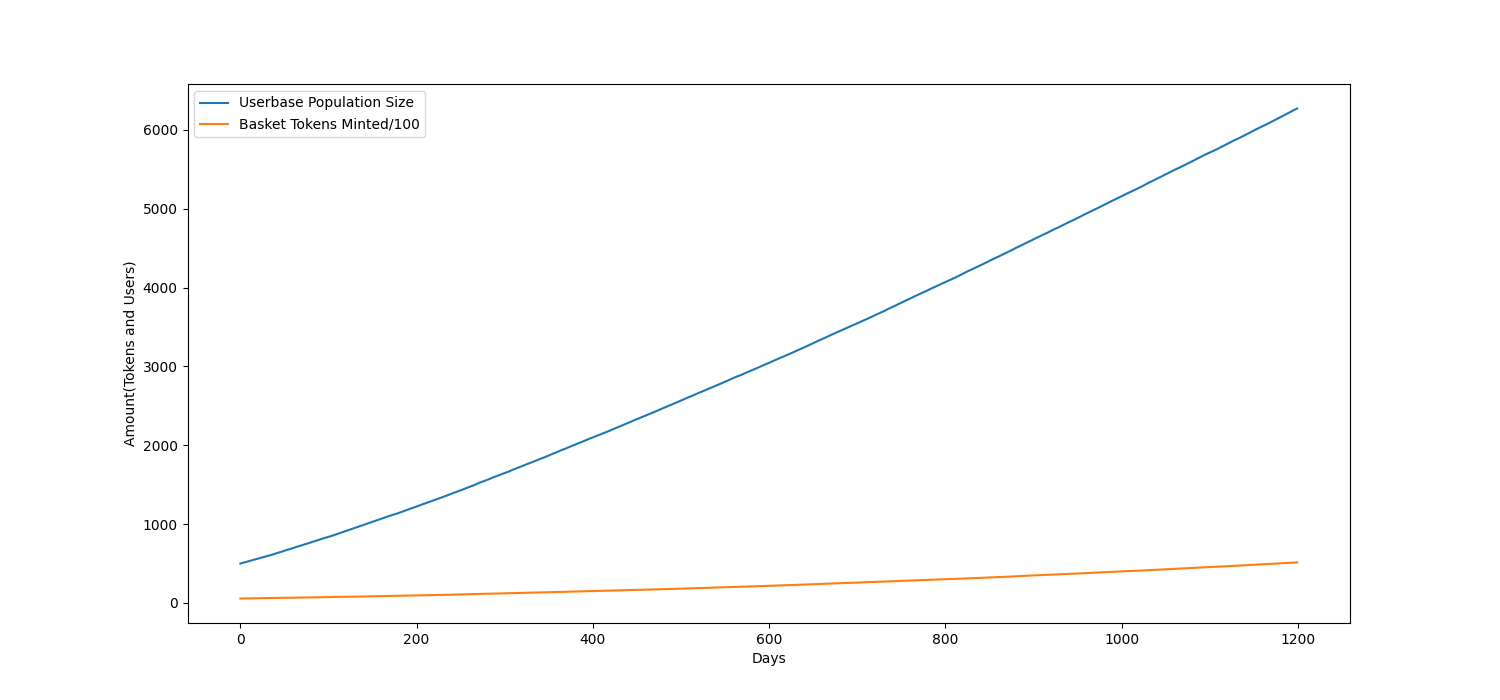 Userbase Population Size
Basket Tokens Minted/100
Amount(Tokens and Users)
6000
5000
4000
3000
2000
1000
0
0 200 400 600 800 1000 1200
Days